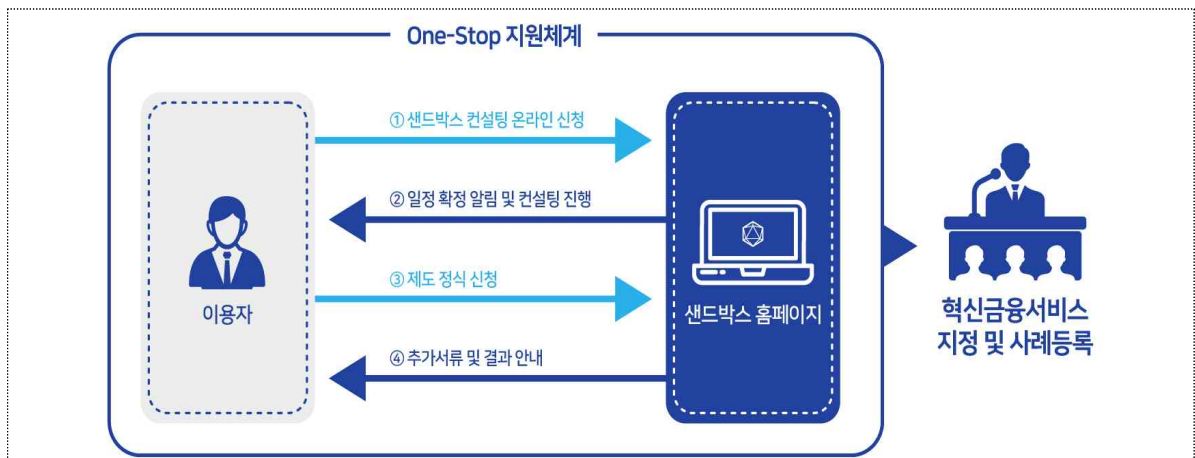 One-Stop 지원체계
① 샌드박스 컨설팅 온라인 신청
② 일정 확정 알림 및 컨설팅 진행
③ 제도 정식 신청
④ 추가서류 및 결과 안내
이용자
샌드박스 홈페이지
혁신금융서비스
지정 및 사례등록